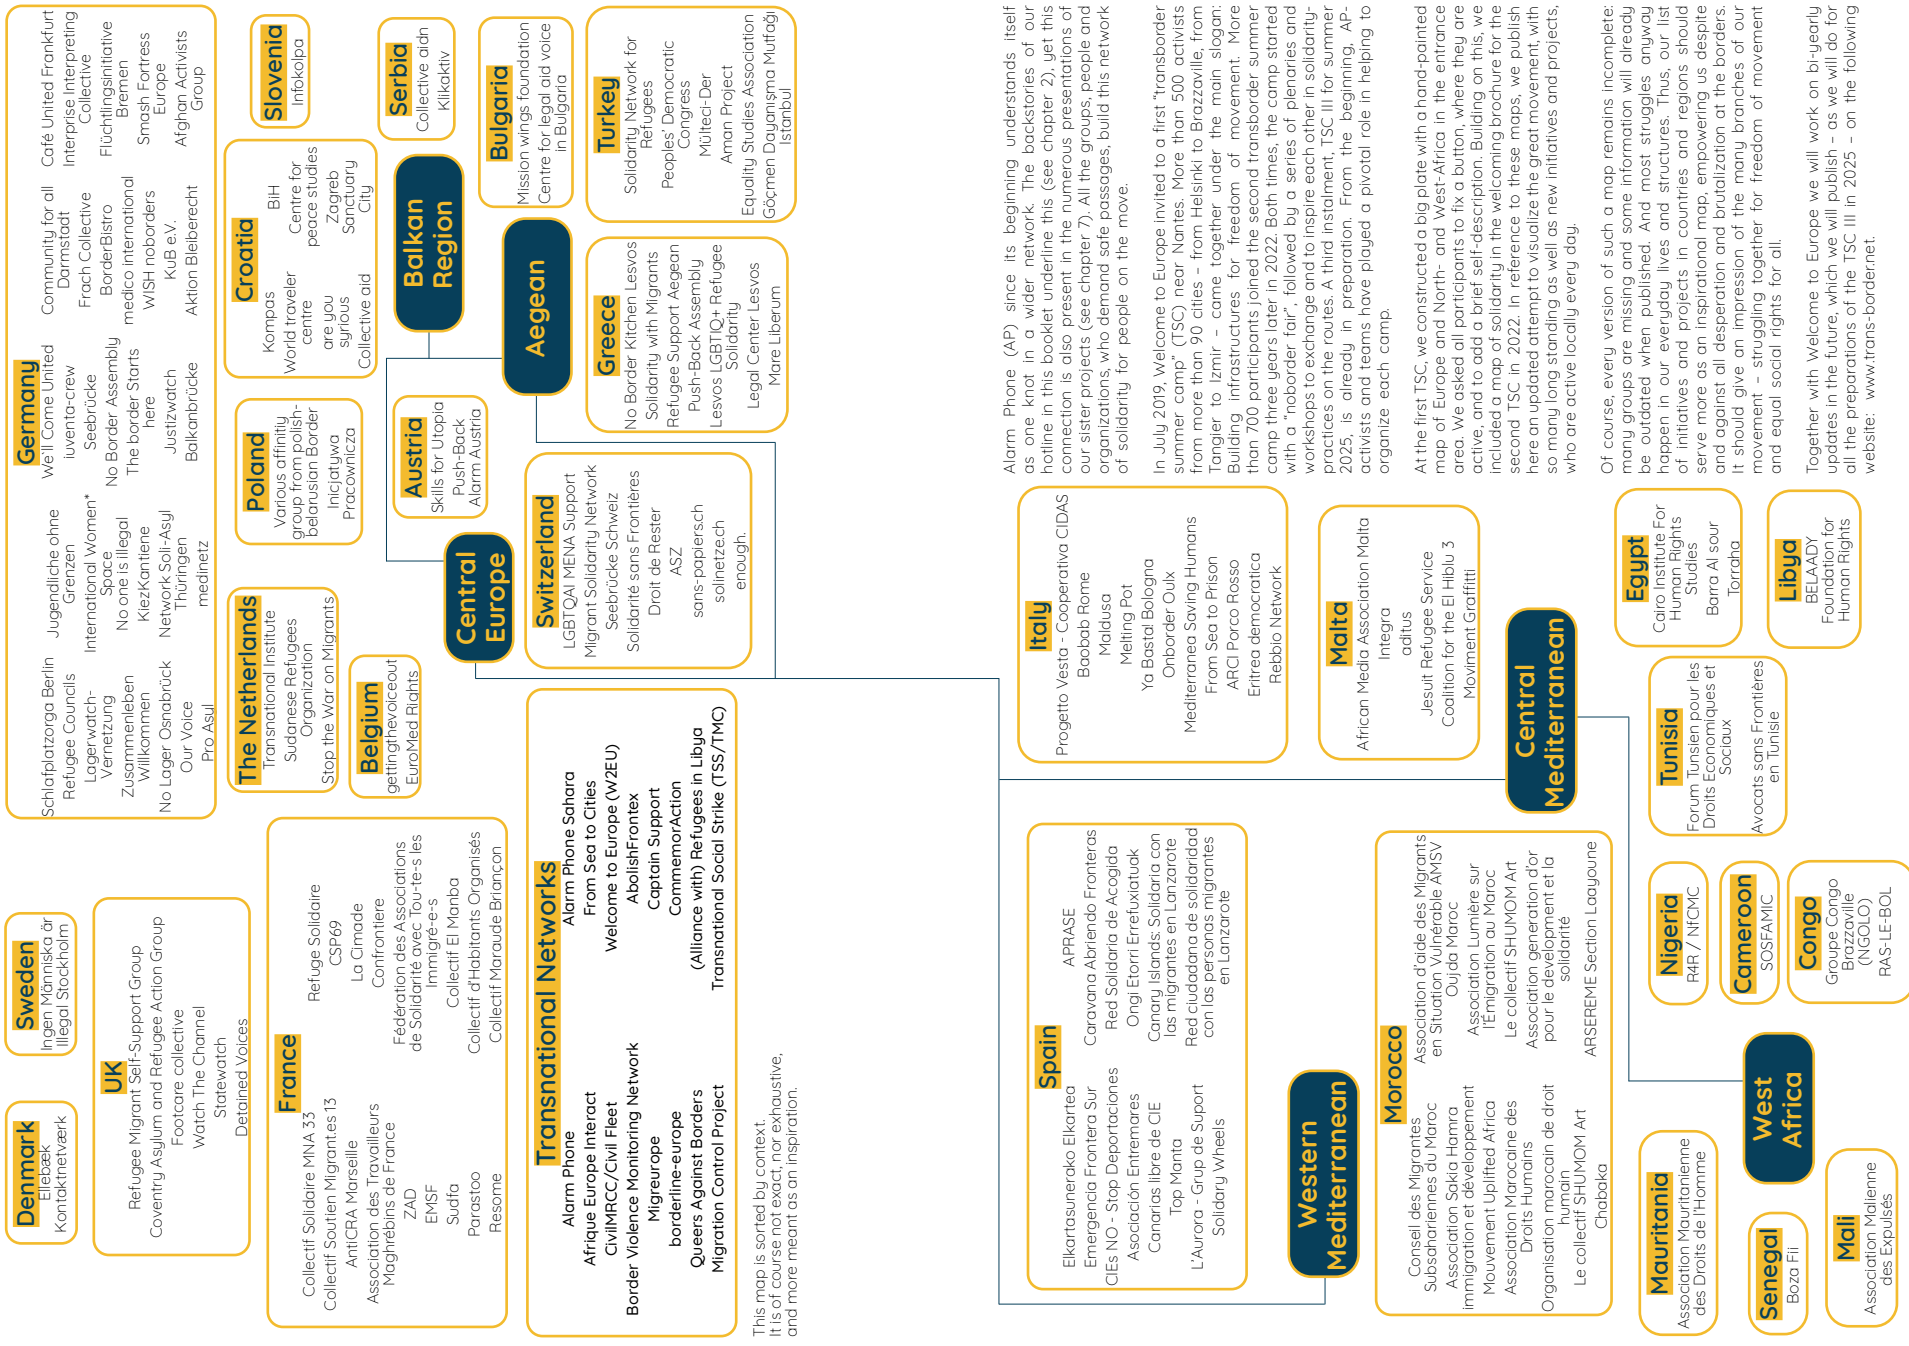 Denmark
Ellebæk
Kontaktnetværk
Sweden
Ingen Människa är
Illegal Stockholm
UK
Refugee Migrant Self-Support Group
Coventry Asylum and Refugee Action Group
Footcare collective
Watch The Channel
Statewatch
Detained Voices
France
Collectif Solidaire MNA 33
Collectif Soutien Migrant.es 13
AntiCRA Marseille
Association des Travailleurs
Maghrébins de France
ZAD
EMSF
Sudfa
Parastoo
Resome
Refuge Solidaire
CSP69
La Cimade
Confrontiere
Fédération des Associations
de Solidarité avec Tou-te-s les
Immigré-e-s
Collectif El Manba
Collectif d'Habitants Organisés
Collectif Maraude Briançon
Germany
Schlafplatzorga Berlin
Refugee Councils
Lagerwatch-
Vernetzung
Zusammenleben
Willkommen
No Lager Osnabrück
Our Voice
Pro Asyl
Jugendliche ohne
Grenzen
International Women*
Space
No one is illegal
KiezKantiene
Network Soli-Asyl
Thüringen
medinetz
We'll Come United
iuventa-crew
Seebrücke
No Border Assembly
The border Starts
here
Justizwatch
Balkanbrücke
Community for all
Darmstadt
Frach Collective
BorderBistro
medico international
WISH noborders
KuB e.V.
Aktion Bleiberecht
Café United Frankfurt
Interprise Interpreting
Collective
Flüchtlingsinitiative
Bremen
Smash Fortress
Europe
Afghan Activists
Group
The Netherlands
Transnational Institute
Sudanese Refugees
Organization
Stop the War on Migrants
Belgium
gettingthevoiceout
EuroMed Rights
Poland
Various affinitiy
group from polish-
belarusian Border
Inicjatywa
Pracownicza
Croatia
Kompas
World traveler
centre
are you
syrious
Collective aid
BiH
Centre for
peace studies
Zagreb
Sanctuary
City
Slovenia
Infokolpa
Serbia
Collective aidn
Klikaktiv
Austria
Skills for Utopia
Push-Back
Alarm Austria
Balkan
Region
Bulgaria
Mission wings foundation
Centre for legal aid voice
in Bulgaria
Central
Europe
Aegean
Switzerland
LGBTQAI MENA Support
Migrant Solidarity Network
Seebrücke Schweiz
Solidarité sans Frontières
Droit de Rester
ASZ
sans-papiers.ch
solinetze.ch
enough.
Greece
No Border Kitchen Lesvos
Solidarity with Migrants
Refugee Support Aegean
Push-Back Assembly
Lesvos LGBTIQ+ Refugee
Solidarity
Legal Center Lesvos
Mare Liberum
Turkey
Solidarity Network for
Refugees
Peoples' Democratic
Congress
Mülteci-Der
Aman Project
Equality Studies Association
Göçmen Dayanışma Mutfağı
Istanbul
Transnational Networks
Alarm Phone
Afrique Europe Interact
CivilMRCC/Civil Fleet
Border Violence Monitoring Network
Migreurope
borderline-europe
Queers Against Borders
Migration Control Project
Alarm Phone Sahara
From Sea to Cities
Welcome to Europe (W2EU)
AbolishFrontex
Captain Support
CommemorAction
(Alliance with) Refugees in Libya
Transnational Social Strike (TSS/TMC)
This map is sorted by context.
It is of course not exact, nor exhaustive,
and more meant as an inspiration.
Spain
Elkartasunerako Elkartea
Emergencia Frontera Sur
CIEs NO - Stop Deportaciones
Asociación Entremares
Canarias libre de CIE
Top Manta
L'Aurora - Grup de Suport
Solidary Wheels
APRASE
Caravana Abriendo Fronteras
Red Solidaria de Acogida
Ongi Etorri Errefuxiatuak
Canary Islands: Solidaria con
las migrantes en Lanzarote
Red ciudadana de solidaridad
con las personas migrantes
en Lanzarote
Italy
Progetto Vesta - Cooperativa CIDAS
Baobab Rome
Maldusa
Melting Pot
Ya Basta! Bologna
Onborder Oulx
Mediterranea Saving Humans
From Sea to Prison
ARCI Porco Rosso
Eritrea democratica
Rebbio Network
Western
Mediterranean
Malta
African Media Association Malta
Integra
aditus
Jesuit Refugee Service
Coalition for the El Hiblu 3
Moviment Graffitti
Morocco
Conseil des Migrantes
Subsahariennes du Maroc
Association Sakia Hamra
immigration et développement
Mouvement Uplifted Africa
Association Marocaine des
Droits Humains
Organisation marocain de droit
humain
Le collectif SHUMOM Art
Chabaka
Association d'aide des Migrants
en Situation Vulnérable AMSV
Oujda Maroc
Association Lumière sur
l'Émigration au Maroc
Le collectif SHUMOM Art
Association generation d'or
pour le development et la
solidarité
ARSEREME Section Laayoune
Central
Mediterranean
Egypt
Cairo Institute For
Human Rights
Studies
Barra Al sour
Torraha
Tunisia
Forum Tunisien pour les
Droits Economiques et
Sociaux
Avocats sans Frontières
en Tunisie
Libya
BELAADY
Foundation for
Human Rights
Mauritania
Association Mauritanienne
des Droits de l'Homme
Nigeria
R4R / NfCMC
Cameroon
SOSFAMIC
Congo
Groupe Congo
Brazzaville
(NGOLO)
RAS-LE-BOL
West
Africa
Senegal
Boza Fii
Mali
Association Malienne
des Expulsés
Alarm Phone (AP) since its beginning understands itself
as one knot in a wider network. The backstories of our
hotline in this booklet underline this (see chapter 2), yet this
connection is also present in the numerous presentations of
our sister projects (see chapter 7). All the groups, people and
organizations, who demand safe passages, build this network
of solidarity for people on the move.
In July 2019, Welcome to Europe invited to a first "transborder
summer camp" (TSC) near Nantes. More than 500 activists
from more than 90 cities – from Helsinki to Brazzaville, from
Tangier to Izmir – came together under the main slogan:
Building infrastructures for freedom of movement. More
than 700 participants joined the second transborder summer
camp three years later in 2022. Both times, the camp started
with a "noborder fair", followed by a series of plenaries and
workshops to exchange and to inspire each other in solidarity-
practices on the routes. A third instalment, TSC III for summer
2025, is already in preparation. From the beginning, AP-
activists and teams have played a pivotal role in helping to
organize each camp.
At the first TSC, we constructed a big plate with a hand-painted
map of Europe and North- and West-Africa in the entrance
area. We asked all participants to fix a button, where they are
active, and to add a brief self-description. Building on this, we
included a map of solidarity in the welcoming brochure for the
second TSC in 2022. In reference to these maps, we publish
here an updated attempt to visualize the great movement, with
so many long standing as well as new initiatives and projects,
who are active locally every day.
Of course, every version of such a map remains incomplete:
many groups are missing and some information will already
be outdated when published. And most struggles anyway
happen in our everyday lives and structures. Thus, our list
of initiatives and projects in countries and regions should
serve more as an inspirational map, empowering us despite
and against all desperation and brutalization at the borders.
It should give an impression of the many branches of our
movement – struggling together for freedom of movement
and equal social rights for all.
Together with Welcome to Europe we will work on bi-yearly
updates in the future, which we will publish – as we will do for
all the preparations of the TSC III in 2025 – on the following
website: www.trans-border.net.